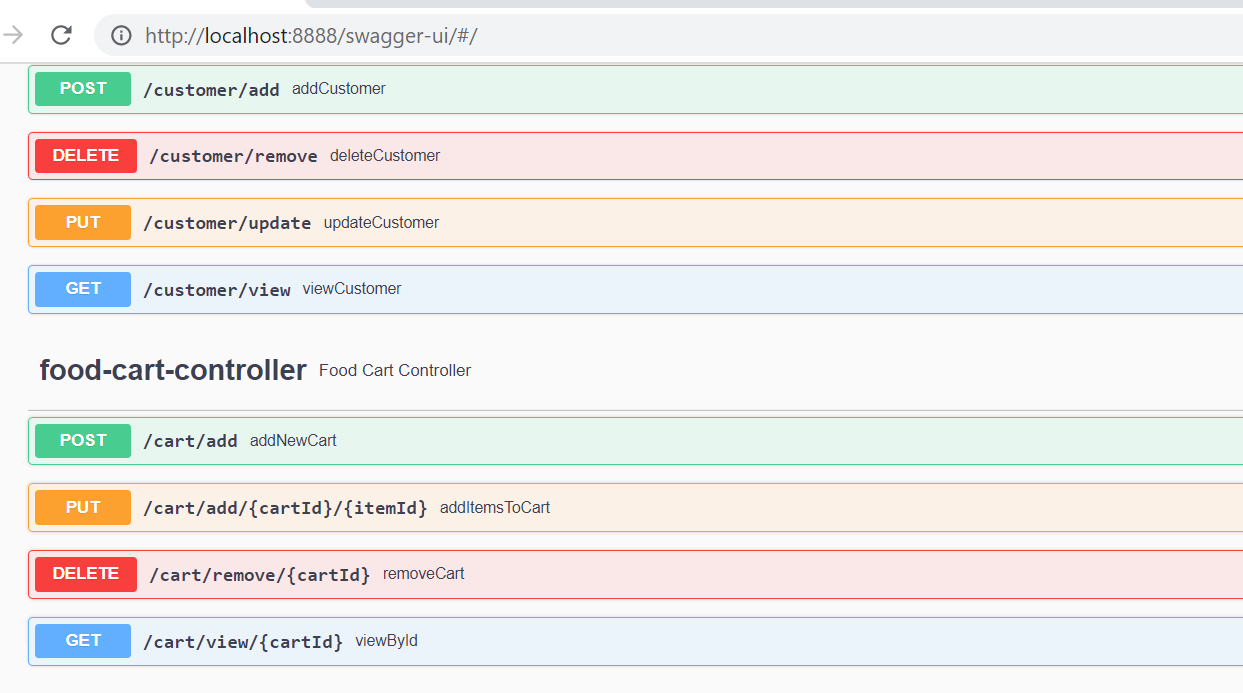 http://localhost:8888/swagger-ui/#/
POST /customer/add addCustomer
DELETE /customer/remove deleteCustomer
PUT /customer/update updateCustomer
GET /customer/view viewCustomer
food-cart-controller Food Cart Controller
POST /cart/add addNewCart
PUT /cart/add/{cartId}/{itemId} addItemsToCart
DELETE /cart/remove/{cartId} removeCart
GET /cart/view/{cartId} viewById